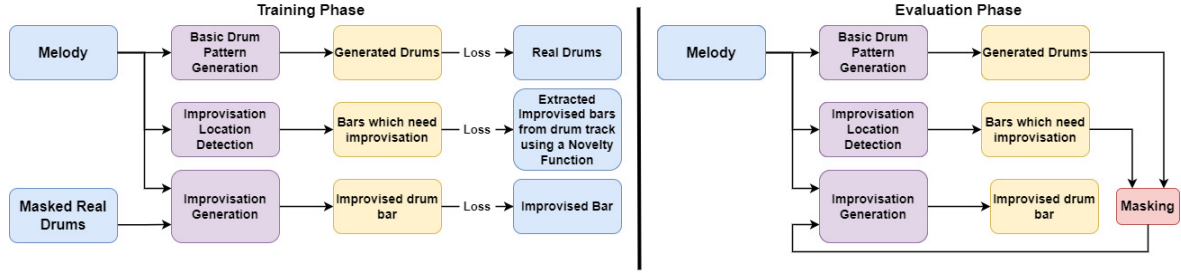 Training Phase
Melody
Basic Drum
Pattern
Generation
Generated Drums
Loss
Real Drums
Improvisation
Location
Detection
Bars which need
improvisation
Loss
Extracted
Improvised bars
from drum track
using a Novelty
Function
Masked Real
Drums
Improvisation
Generation
Improvised drum
bar
Loss
Improvised Bar
Evaluation Phase
Melody
Basic Drum
Pattern
Generation
Generated Drums
Improvisation
Location
Detection
Bars which need
improvisation
Improvisation
Generation
Improvised drum
bar
Masking